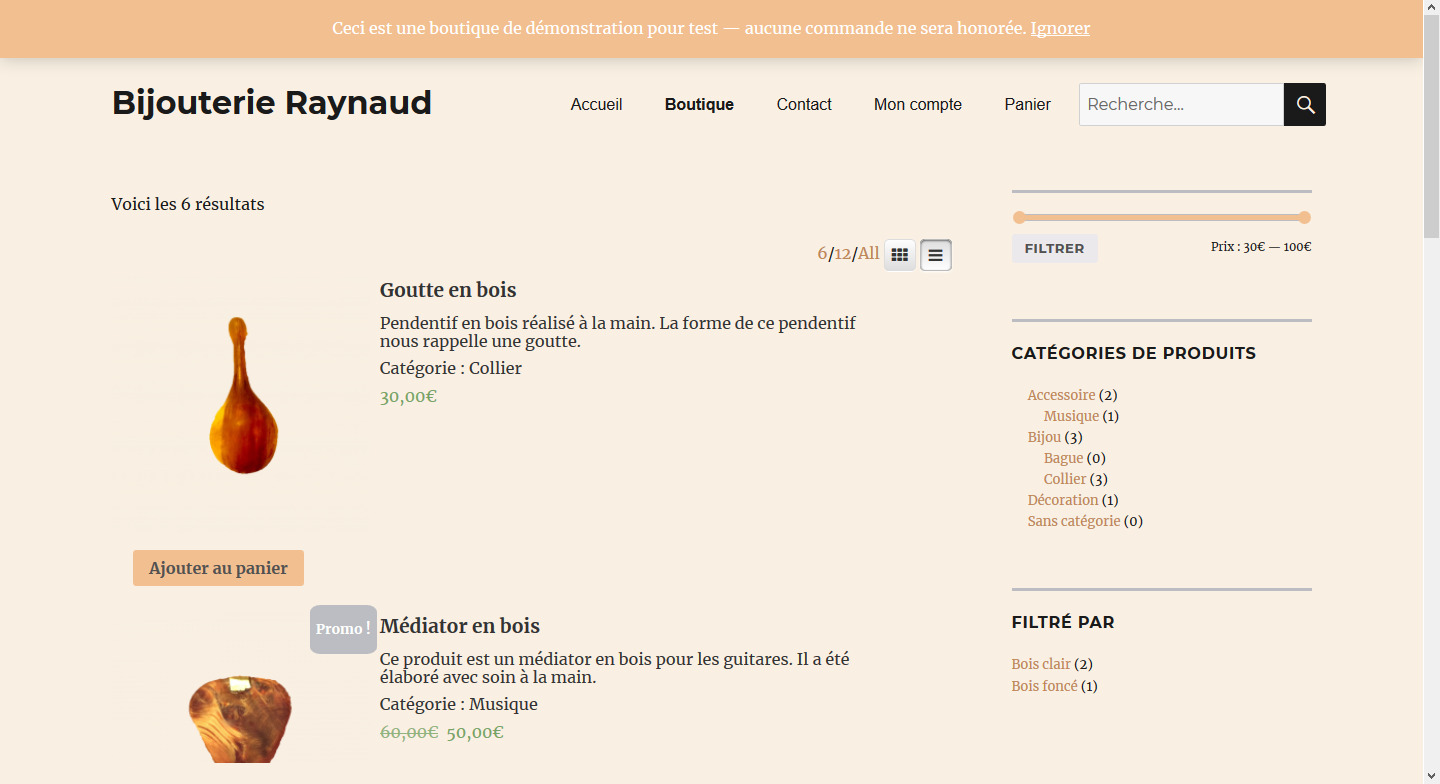 Ceci est une boutique de démonstration pour test — aucune commande ne sera honorée. Ignorer
Bijouterie Raynaud
Accueil
Boutique
Contact
Mon compte
Panier
Recherche…
Voici les 6 résultats
6/12/All
Goutte en bois
Pendentif en bois réalisé à la main. La forme de ce pendentif
nous rappelle une goutte.
Catégorie : Collier
30,00€
Ajouter au panier
Promo !
Médiator en bois
Ce produit est un médiator en bois pour les guitares. Il a été
élaboré avec soin à la main.
Catégorie : Musique
60,00€ 50,00€
FILTRER
Prix : 30€ — 100€
CATÉGORIES DE PRODUITS
Accessoire (2)
Musique (1)
Bijou (3)
Bague (0)
Collier (3)
Décoration (1)
Sans catégorie (0)
FILTRÉ PAR
Bois clair (2)
Bois foncé (1)